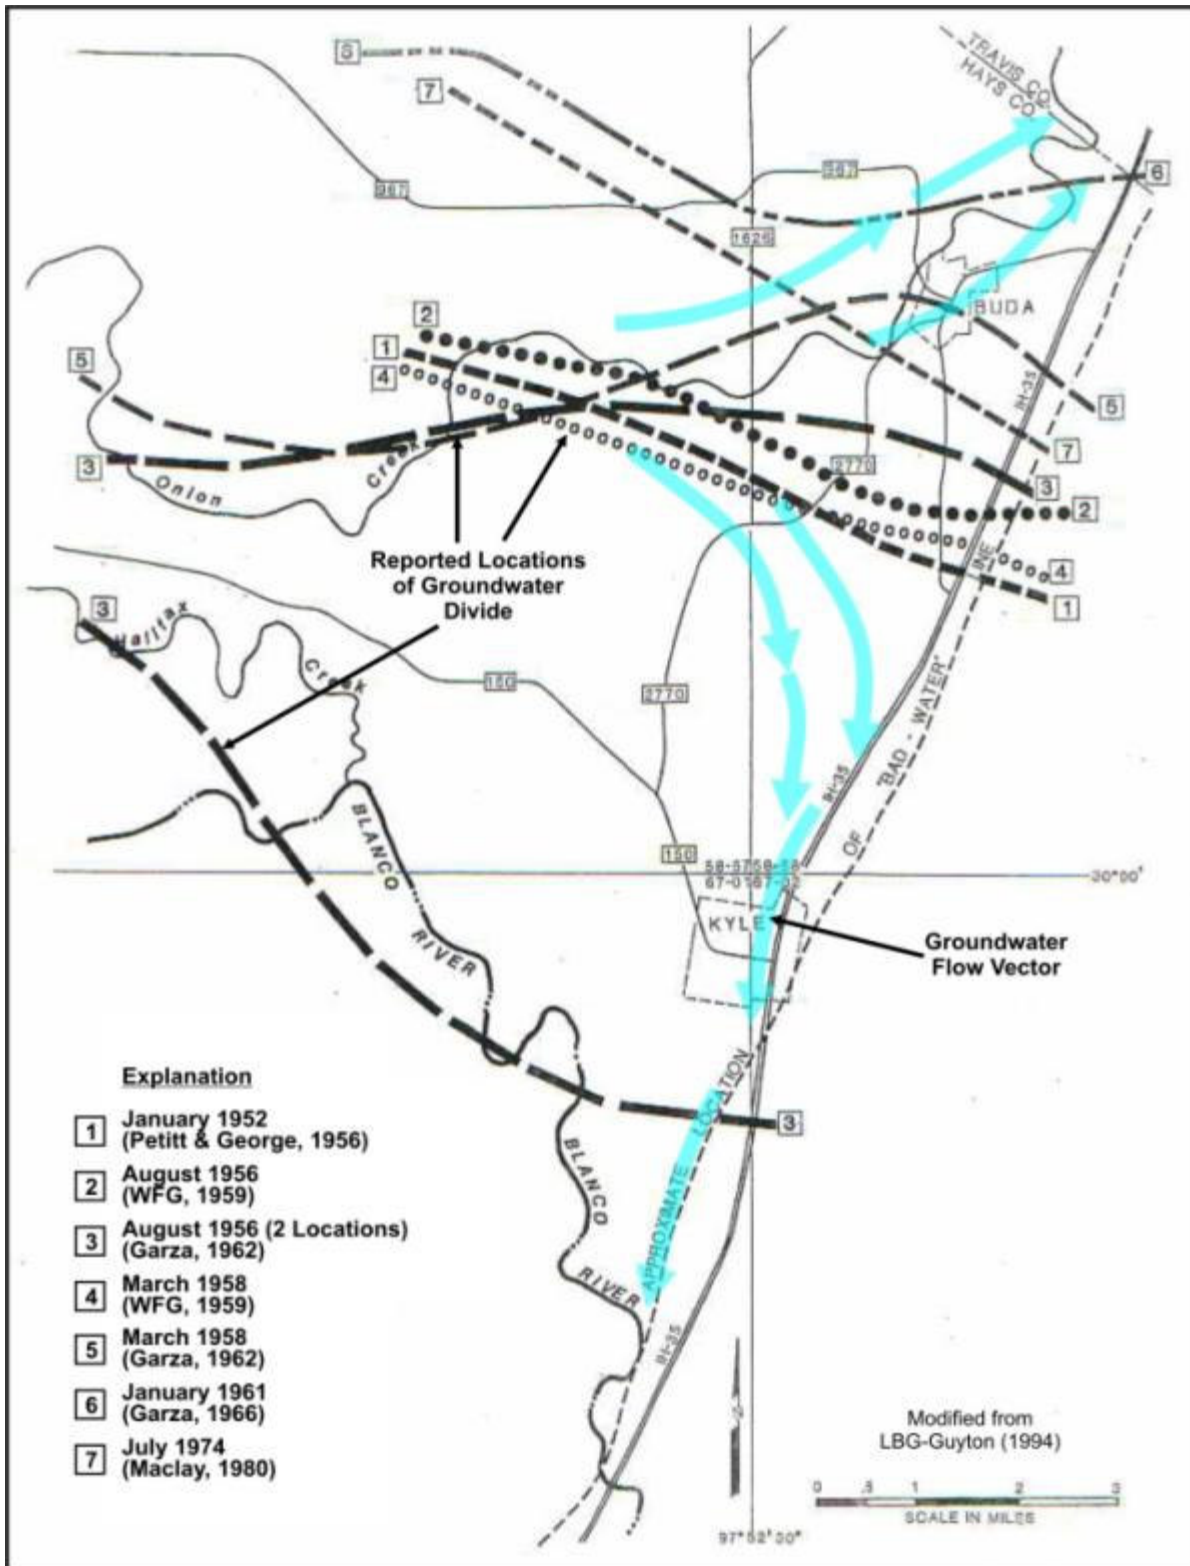 S
7
TRAVIS CO.
HAYS CO.
6
967
967
1626
BUDA
2
1
4
5
3
5
7
3
2
4
1
IH-35
2770
Onion
Creek
Reported Locations
of Groundwater
Divide
3
Halifax
Creek
150
2770
IH-35
"BAD-WATER"
LINE
OF
BLANCO
RIVER
150
30°00'
KYLE
Groundwater
Flow Vector
APPROXIMATE LOCATION
3
BLANCO
RIVER
IH-35
Explanation
1 January 1952
(Petitt & George, 1956)
2 August 1956
(WFG, 1959)
3 August 1956 (2 Locations)
(Garza, 1962)
4 March 1958
(WFG, 1959)
5 March 1958
(Garza, 1962)
6 January 1961
(Garza, 1966)
7 July 1974
(Maclay, 1980)
Modified from
LBG-Guyton (1994)
0 .5 1 2 3
SCALE IN MILES
97°52'30"